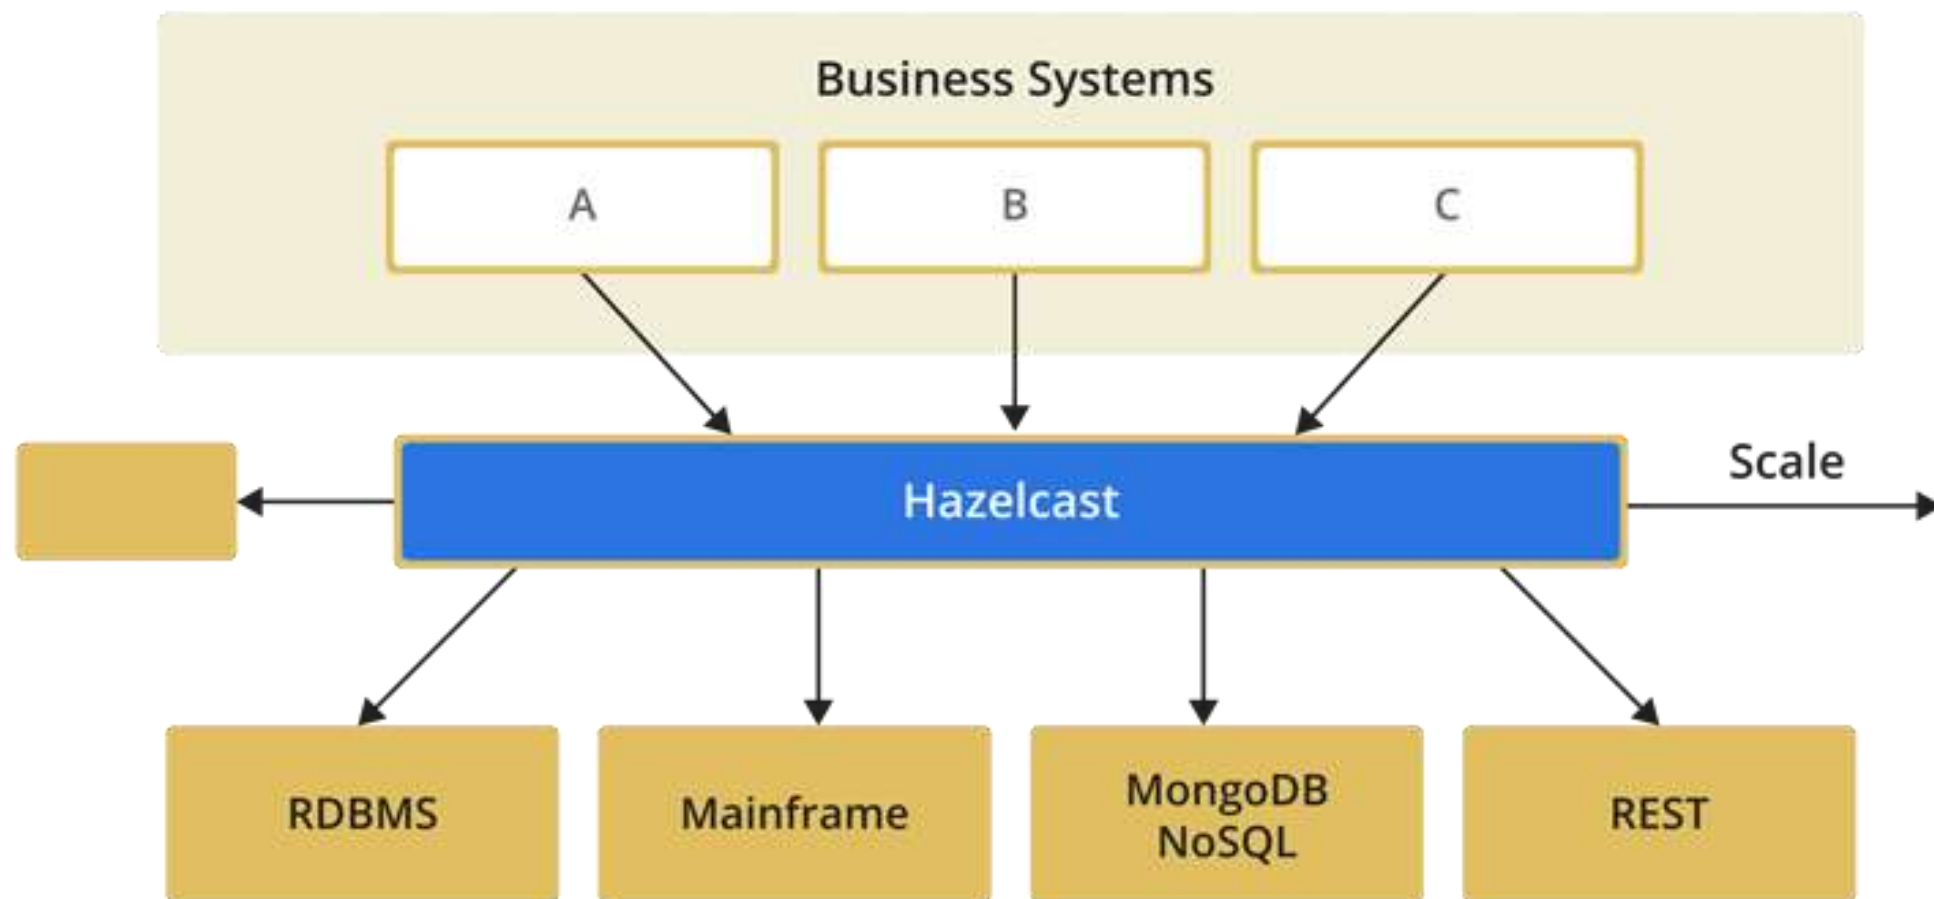 Business Systems
A
B
C
Hazelcast
Scale
RDBMS
Mainframe
MongoDB
NoSQL
REST